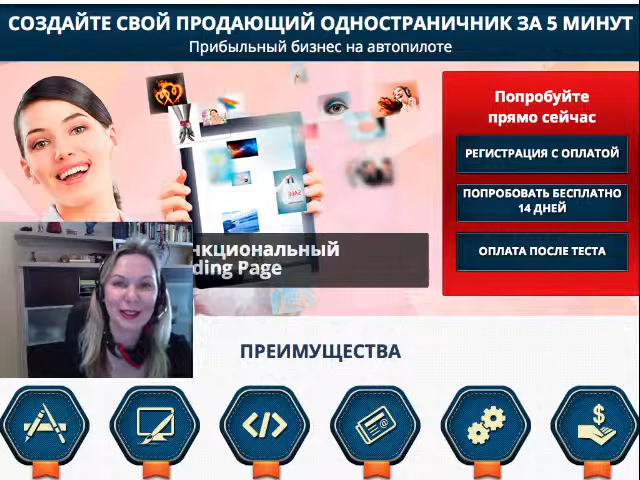 СОЗДАЙТЕ СВОЙ ПРОДАЮЩИЙ ОДНОСТРАНИЧНИК ЗА 5 МИНУТ
Прибыльный бизнес на автопилоте
Попробуйте
прямо сейчас
РЕГИСТРАЦИЯ С ОПЛАТОЙ
ПОПРОБОВАТЬ БЕСПЛАТНО
14 ДНЕЙ
ОПЛАТА ПОСЛЕ ТЕСТА
нкциональный
ding Page
SALE
ПРЕИМУЩЕСТВА
$